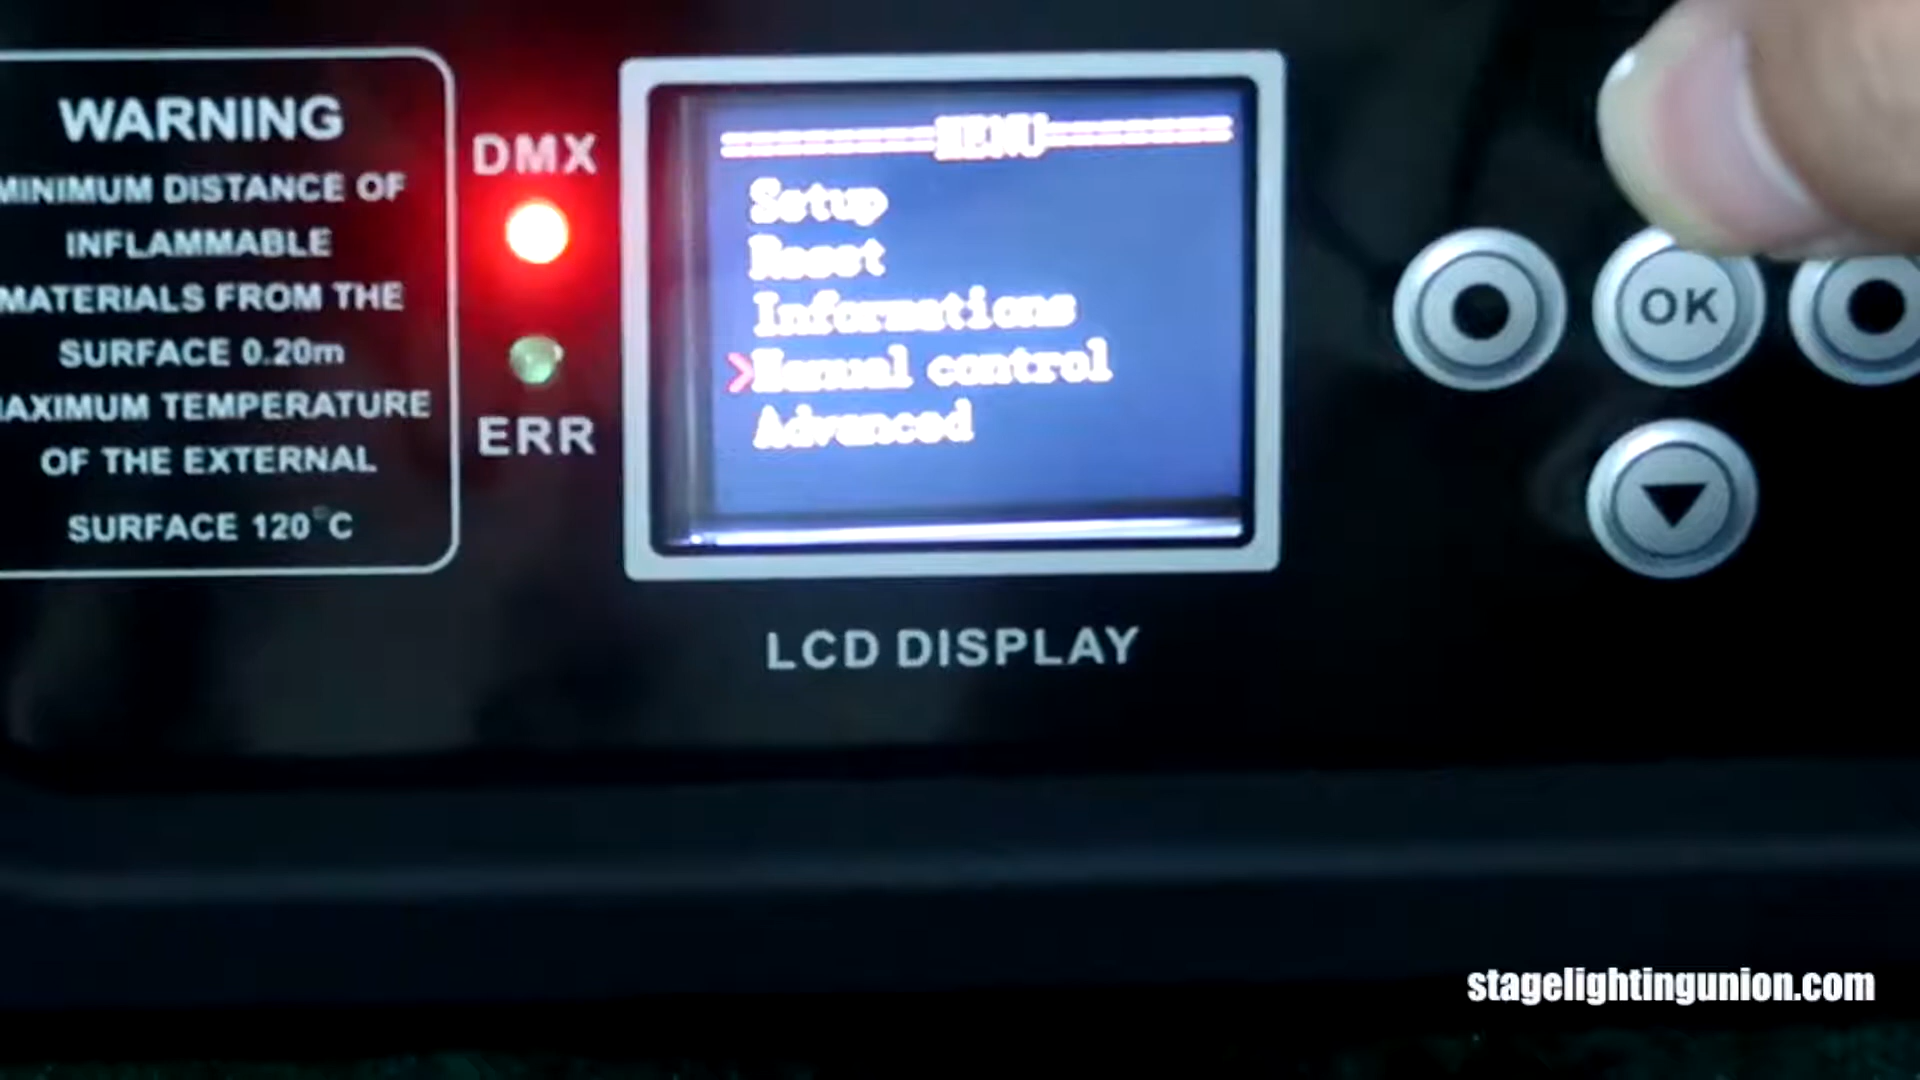 WARNING
MINIMUM DISTANCE OF
INFLAMMABLE
MATERIALS FROM THE
SURFACE 0.20m
MAXIMUM TEMPERATURE
OF THE EXTERNAL
SURFACE 120°C
DMX
ERR
MENU
Setup
Reset
Informations
>Manual control
Advanced
LCD DISPLAY
OK
stagelightingunion.com